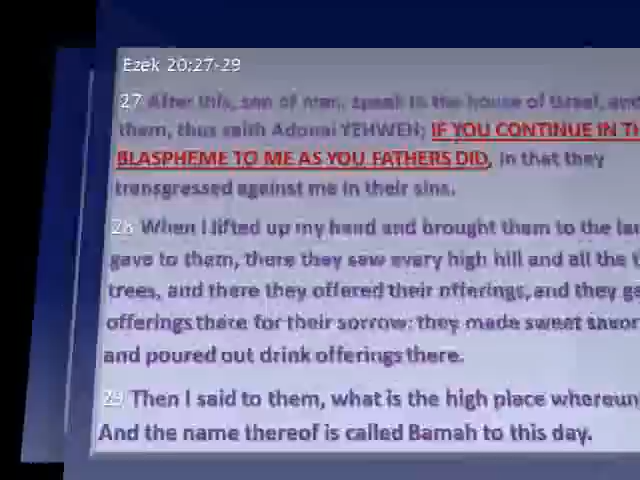 Ezek 20:27-29
27 After this, son of man, speak to the house of Israel, and
them, thus saith Adonai YEHWEH; IF YOU CONTINUE IN
BLASPHEME TO ME AS YOU FATHERS DID, in that they
transgressed against me in their sins.
28 When I lifted up my hand and brought them to the
gave to them, there they saw every high hill and all the
trees, and there they offered their offerings, and they
offerings there for their sorrow: they made sweet savor
and poured out drink offerings there.
29 Then I said to them, what is the high place
And the name thereof is called Bamah to this day.